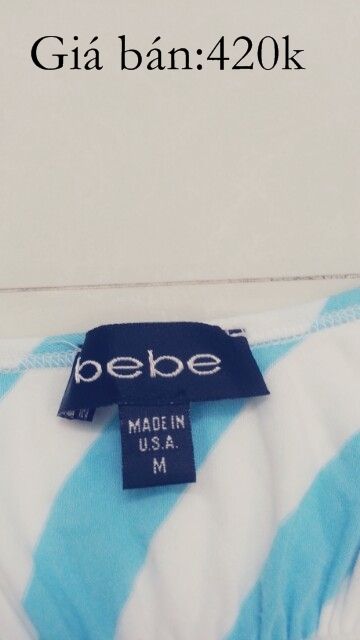 Giá bán:420k
bebe
MADE IN
U.S.A.
M